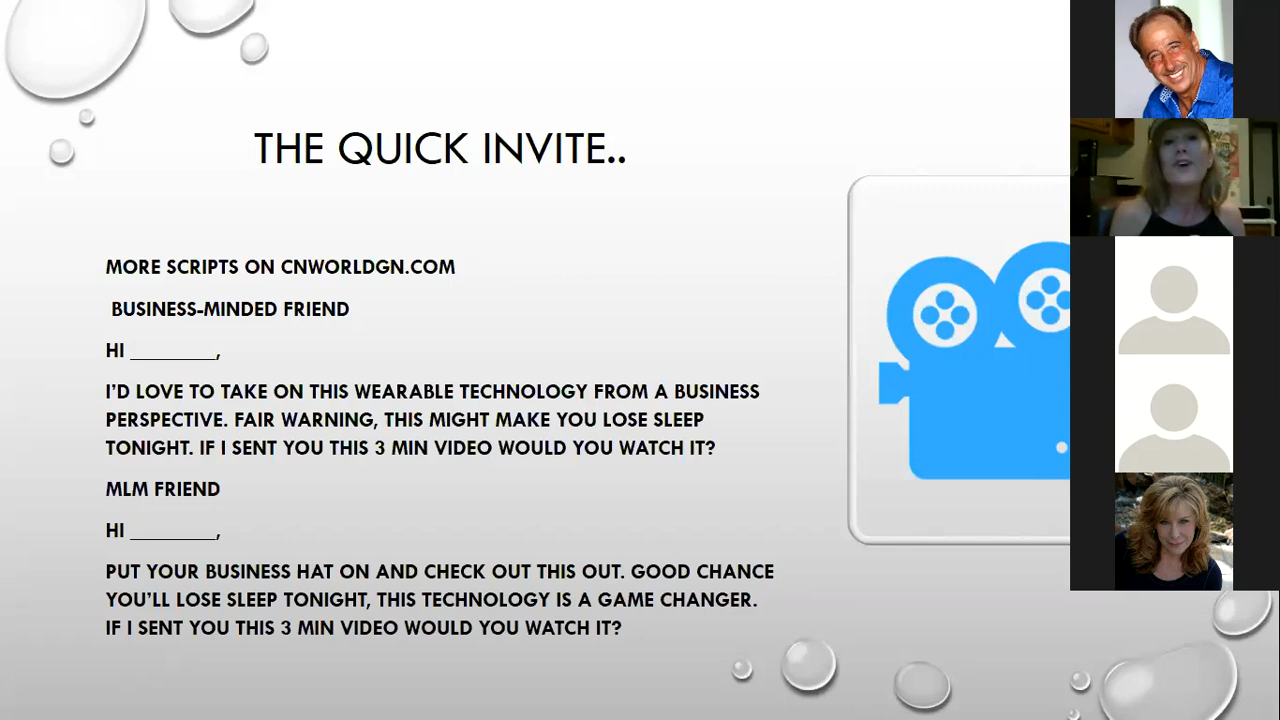 THE QUICK INVITE..
MORE SCRIPTS ON CNWORLDGN.COM
BUSINESS-MINDED FRIEND
HI ________,
I'D LOVE TO TAKE ON THIS WEARABLE TECHNOLOGY FROM A BUSINESS
PERSPECTIVE. FAIR WARNING, THIS MIGHT MAKE YOU LOSE SLEEP
TONIGHT. IF I SENT YOU THIS 3 MIN VIDEO WOULD YOU WATCH IT?
MLM FRIEND
HI ________,
PUT YOUR BUSINESS HAT ON AND CHECK OUT THIS OUT. GOOD CHANCE
YOU'LL LOSE SLEEP TONIGHT, THIS TECHNOLOGY IS A GAME CHANGER.
IF I SENT YOU THIS 3 MIN VIDEO WOULD YOU WATCH IT?